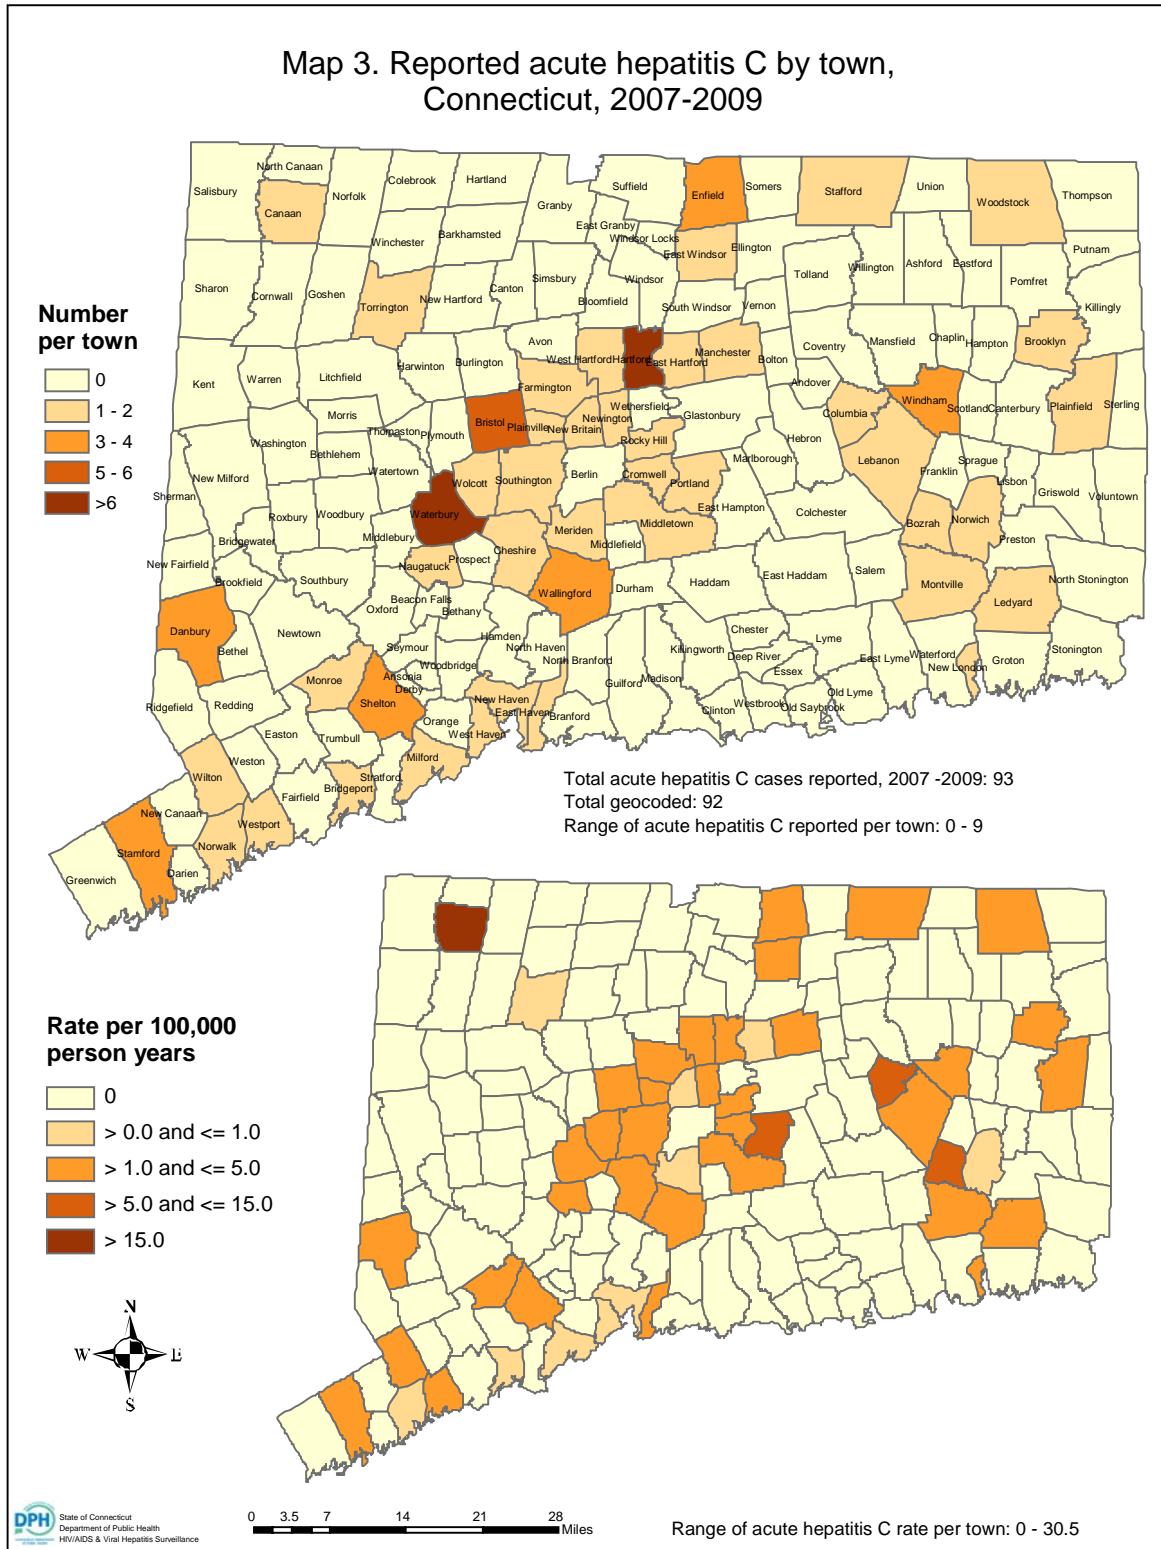 Map 3. Reported acute hepatitis C by town,
Connecticut, 2007-2009
North Canaan
Salisbury
Canaan
Norfolk
Colebrook
Hartland
Granby
Suffield
Enfield
Somers
Stafford
Union
Woodstock
Thompson
East Granby
Windsor Locks
Winchester
Barkhamsted
East Windsor
Ellington
Willington
Ashford
Eastford
Putnam
Sharon
Cornwall
Goshen
Torrington
New Hartford
Canton
Simsbury
Bloomfield
Windsor
South Windsor
Vernon
Tolland
Pomfret
Killingly
Number
per town
0
1 - 2
3 - 4
5 - 6
>6
Kent
Warren
Litchfield
Harwinton
Burlington
Avon
West Hartford
Hartford
East Hartford
Manchester
Bolton
Coventry
Mansfield
Chaplin
Hampton
Brooklyn
Morris
Farmington
Andover
Columbia
Windham
Scotland
Canterbury
Plainfield
Sterling
Washington
Bethlehem
Thomaston
Plymouth
Bristol
Plainville
New Britain
Newington
Wethersfield
Rocky Hill
Glastonbury
Hebron
Marlborough
Lebanon
Franklin
Sprague
Lisbon
Griswold
Voluntown
Sherman
New Milford
Roxbury
Woodbury
Watertown
Wolcott
Southington
Berlin
Cromwell
Portland
East Hampton
Colchester
Bozrah
Norwich
Preston
Bridgewater
Middlebury
Waterbury
Cheshire
Meriden
Middlefield
Middletown
New Fairfield
Brookfield
Southbury
Naugatuck
Prospect
Wallingford
Durham
Haddam
East Haddam
Salem
Montville
Ledyard
North Stonington
Danbury
Bethel
Newtown
Oxford
Beacon Falls
Bethany
Seymour
Hamden
North Haven
North Branford
Killingworth
Chester
Deep River
Essex
Lyme
East Lyme
Waterford
New London
Groton
Stonington
Ridgefield
Redding
Monroe
Shelton
Ansonia
Derby
Woodbridge
Orange
New Haven
East Haven
West Haven
Branford
Guilford
Madison
Clinton
Westbrook
Old Saybrook
Old Lyme
Easton
Trumbull
Milford
Wilton
Weston
Stratford
Bridgeport
Fairfield
New Canaan
Westport
Norwalk
Stamford
Darien
Greenwich
Total acute hepatitis C cases reported, 2007 -2009: 93
Total geocoded: 92
Range of acute hepatitis C reported per town: 0 - 9
Rate per 100,000
person years
0
> 0.0 and <= 1.0
> 1.0 and <= 5.0
> 5.0 and <= 15.0
> 15.0
N
W
E
S
DPH
State of Connecticut
Department of Public Health
HIV/AIDS & Viral Hepatitis Surveillance
0 3.5 7 14 21 28
Miles
Range of acute hepatitis C rate per town: 0 - 30.5